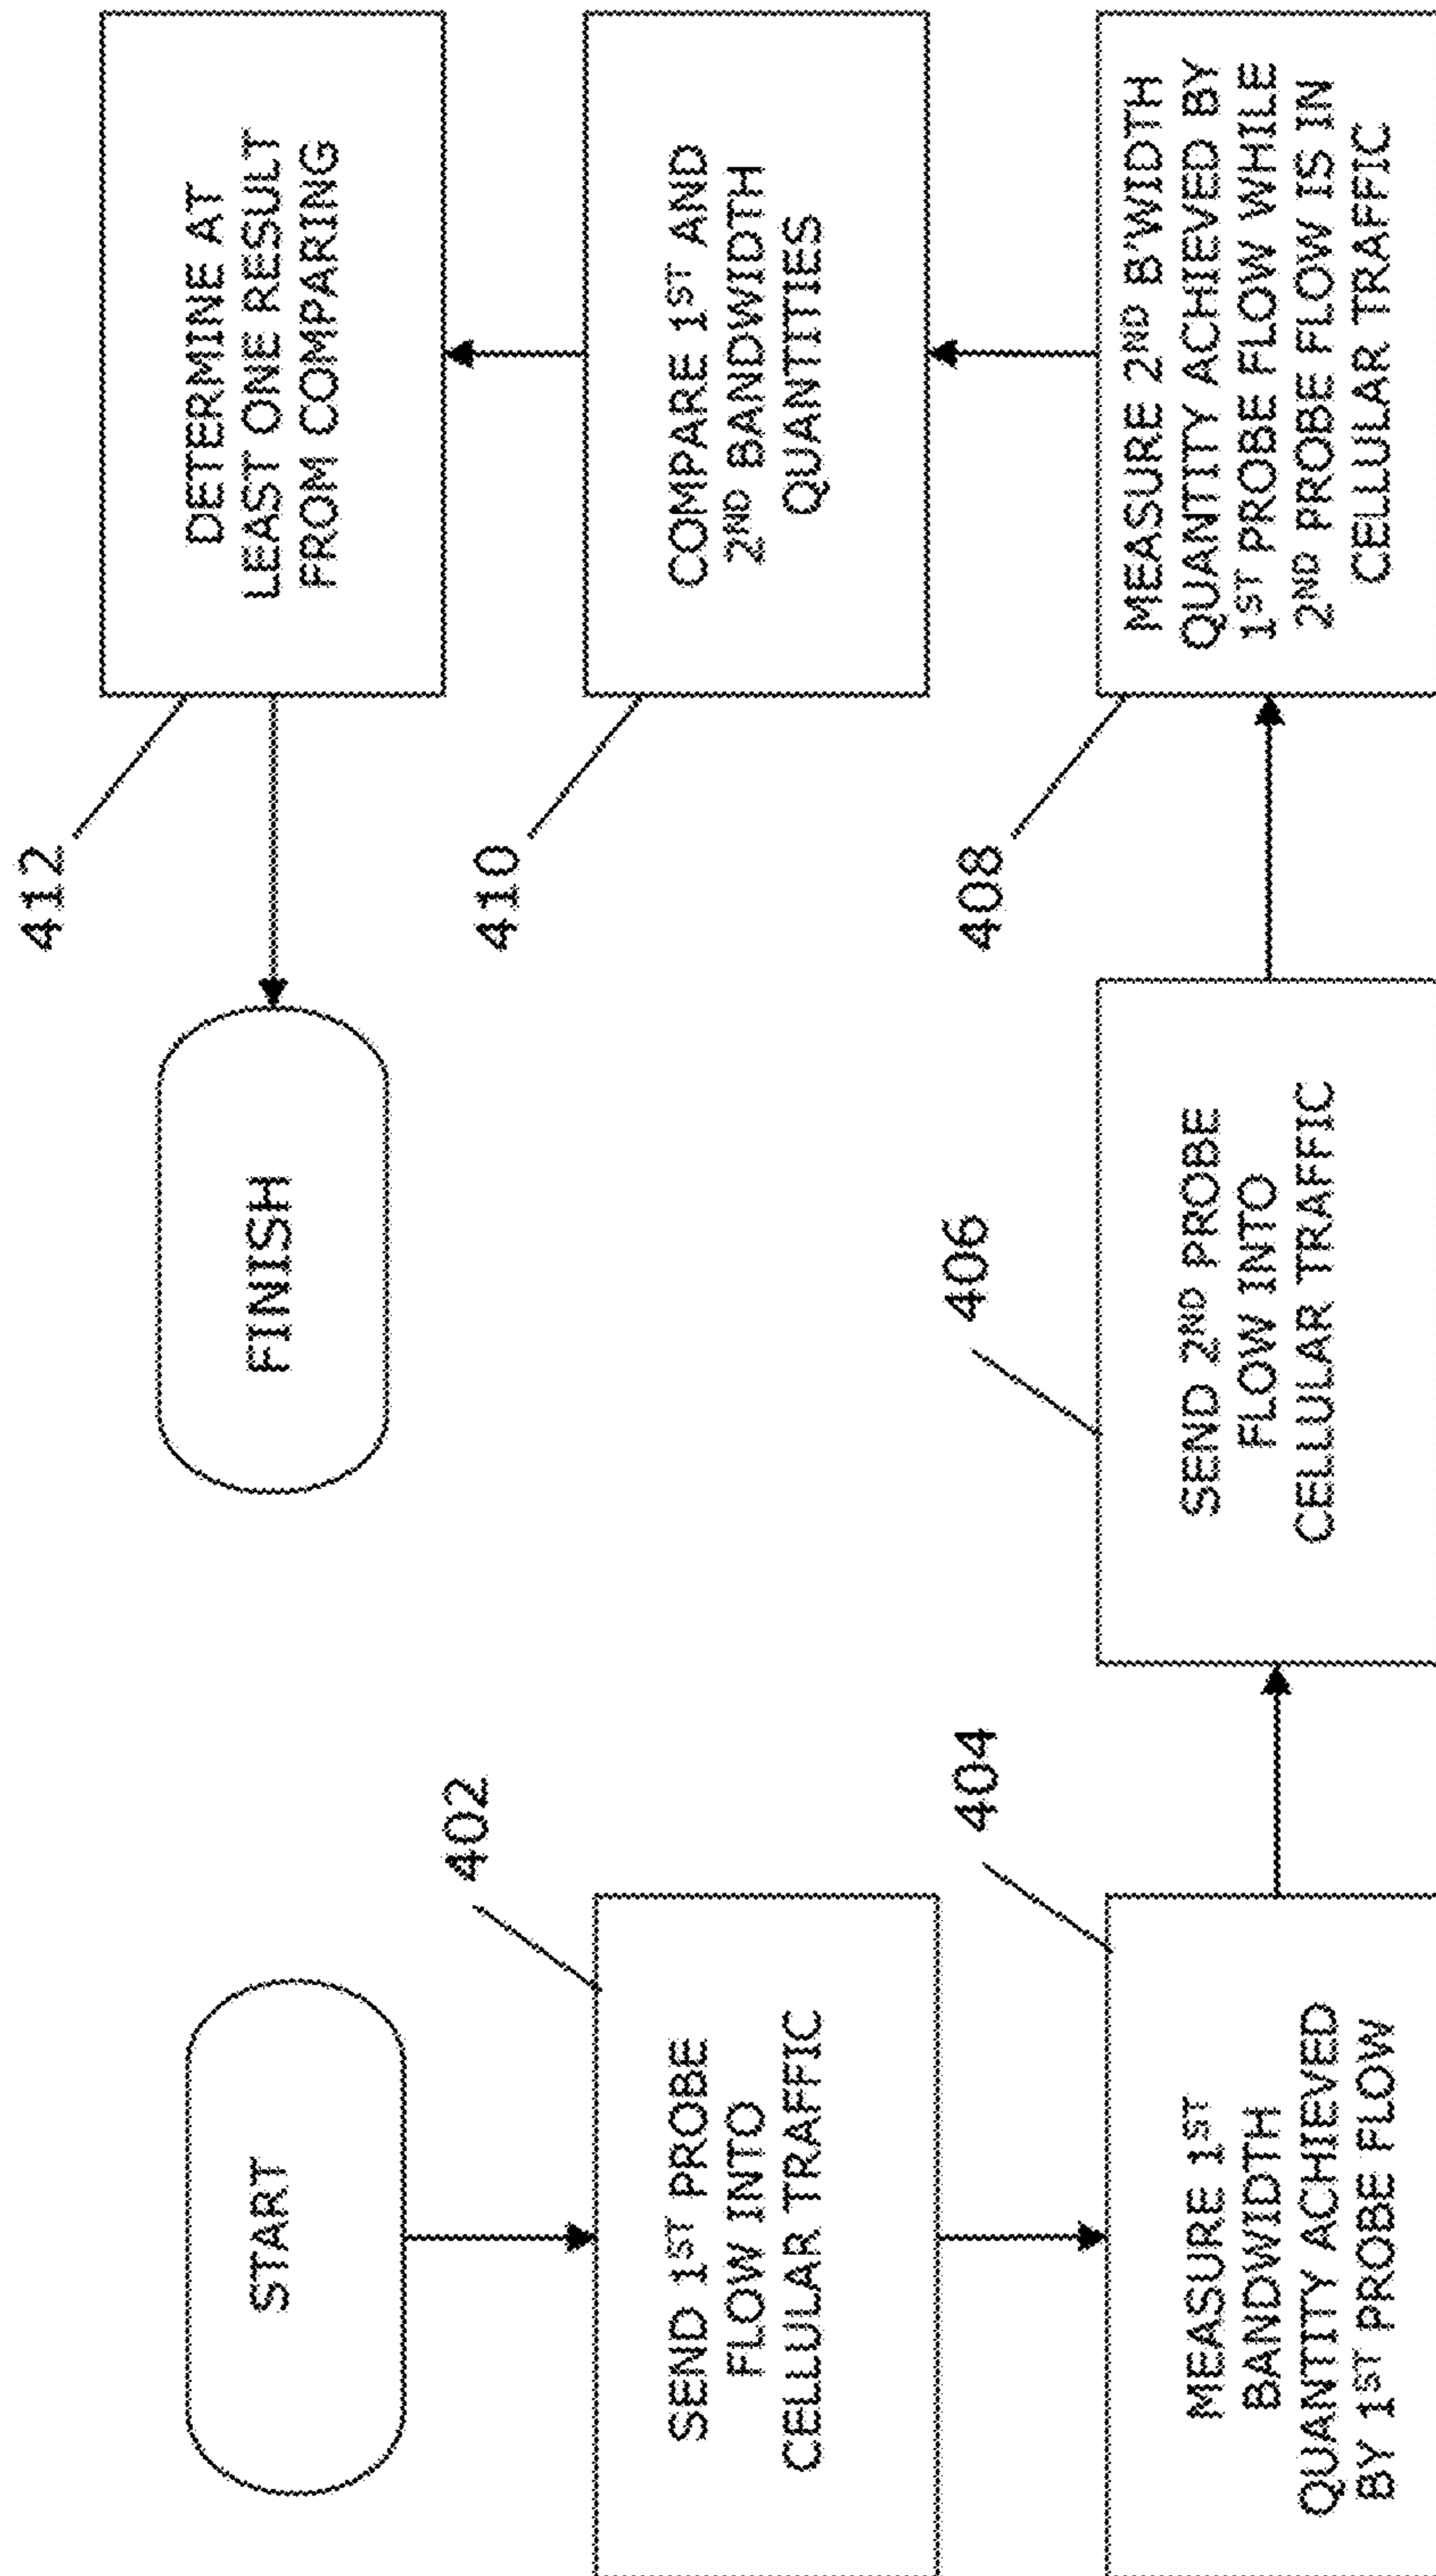 START
402
SEND 1ST PROBE
FLOW INTO
CELLULAR TRAFFIC
404
MEASURE 1ST
BANDWIDTH
QUANTITY ACHIEVED
BY 1ST PROBE FLOW
406
SEND 2ND PROBE
FLOW INTO
CELLULAR TRAFFIC
408
MEASURE 2ND B'WIDTH
QUANTITY ACHIEVED BY
1ST PROBE FLOW WHILE
2ND PROBE FLOW IS IN
CELLULAR TRAFFIC
410
COMPARE 1ST AND
2ND BANDWIDTH
QUANTITIES
412
DETERMINE AT
LEAST ONE RESULT
FROM COMPARING
FINISH